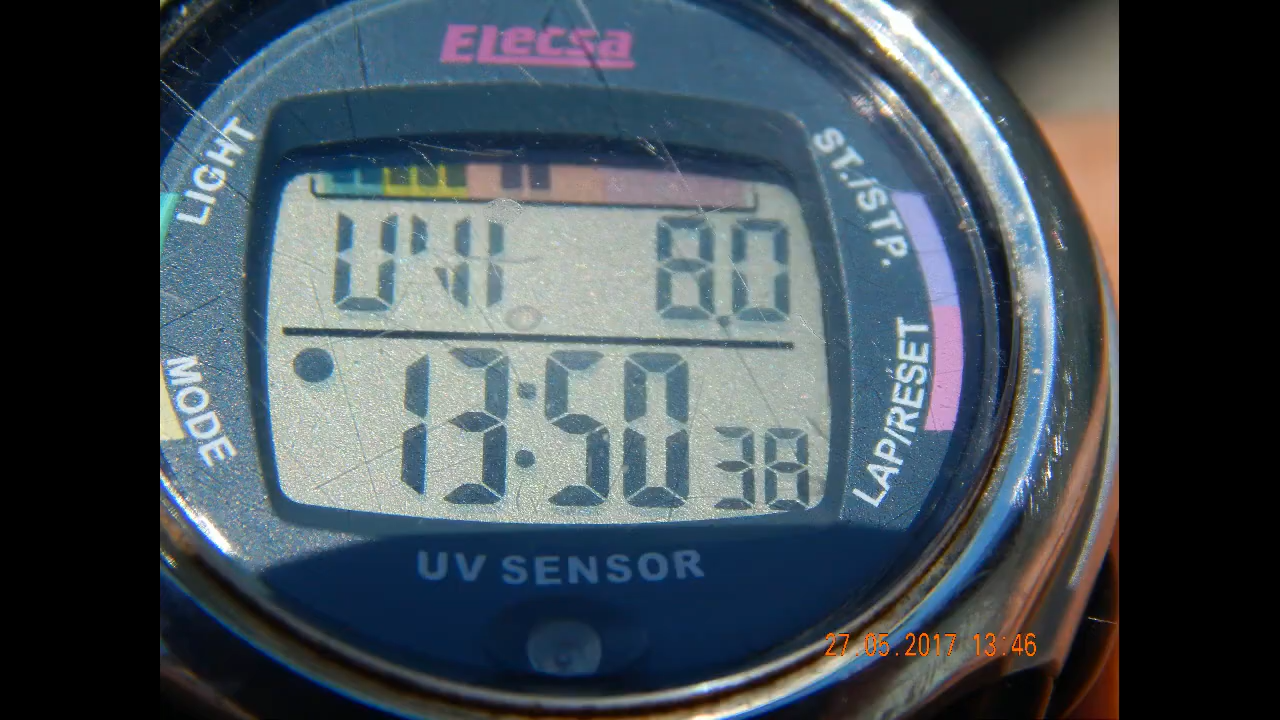 ELecsa
LIGHT
ST./STP.
UVI 8.0
13:50 38
MODE
LAP/RESET
UV SENSOR
27.05.2017 13:46